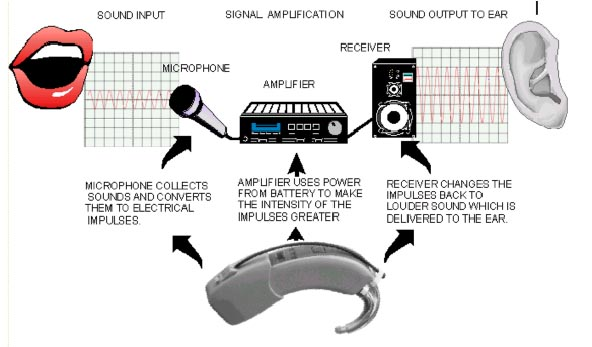 SOUND INPUT
SIGNAL AMPLIFICATION
SOUND OUTPUT TO EAR
RECEIVER
MICROPHONE
AMPLIFIER
MICROPHONE COLLECTS
SOUNDS AND CONVERTS
THEM TO ELECTRICAL
IMPULSES.
AMPLIFIER USES POWER
FROM BATTERY TO MAKE
THE INTENSITY OF THE
IMPULSES GREATER
RECEIVER CHANGES THE
IMPULSES BACK TO
LOUDER SOUND WHICH IS
DELIVERED TO THE EAR.